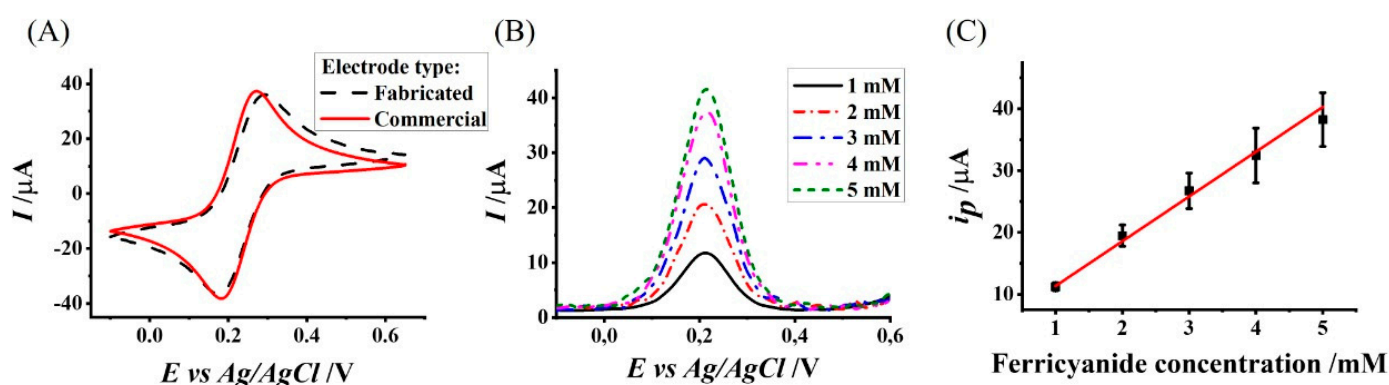 (A)
Electrode type:
Fabricated
Commercial
40
20
0
-20
-40
I /μA
0.0
0.2
0.4
0.6
E vs Ag/AgCl /V
(B)
1 mM
2 mM
3 mM
4 mM
5 mM
40
30
20
10
0
I /μA
0,0
0,2
0,4
0,6
E vs Ag/AgCl /V
(C)
40
30
20
10
ip /μA
1
2
3
4
5
Ferricyanide concentration /mM